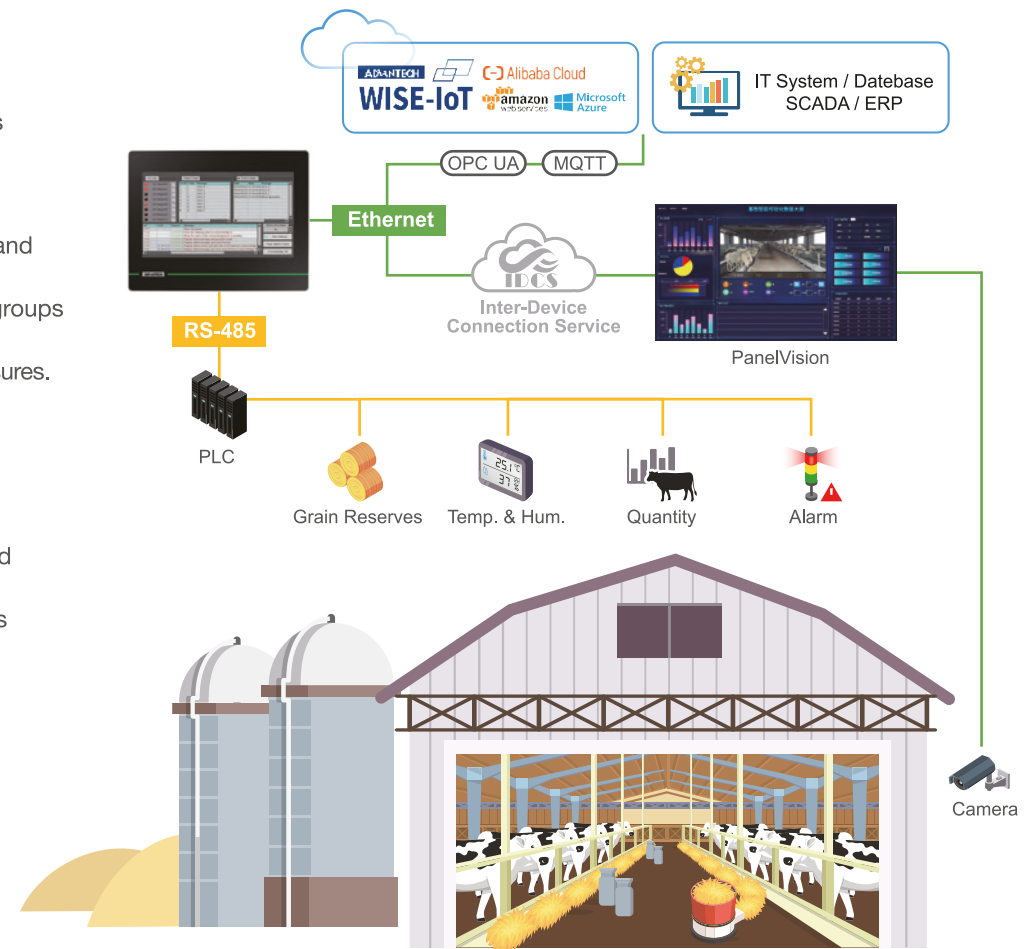 s
and
groups
sures.
d
s
ADVANTECH
WISE-IoT
Alibaba Cloud
amazon
web services
Microsoft
Azure
IT System / Datebase
SCADA / ERP
OPC UA
MQTT
Ethernet
IDCS
Inter-Device
Connection Service
PanelVision
RS-485
PLC
25.1 °C
37
Grain Reserves
Temp. & Hum.
Quantity
Alarm
Camera